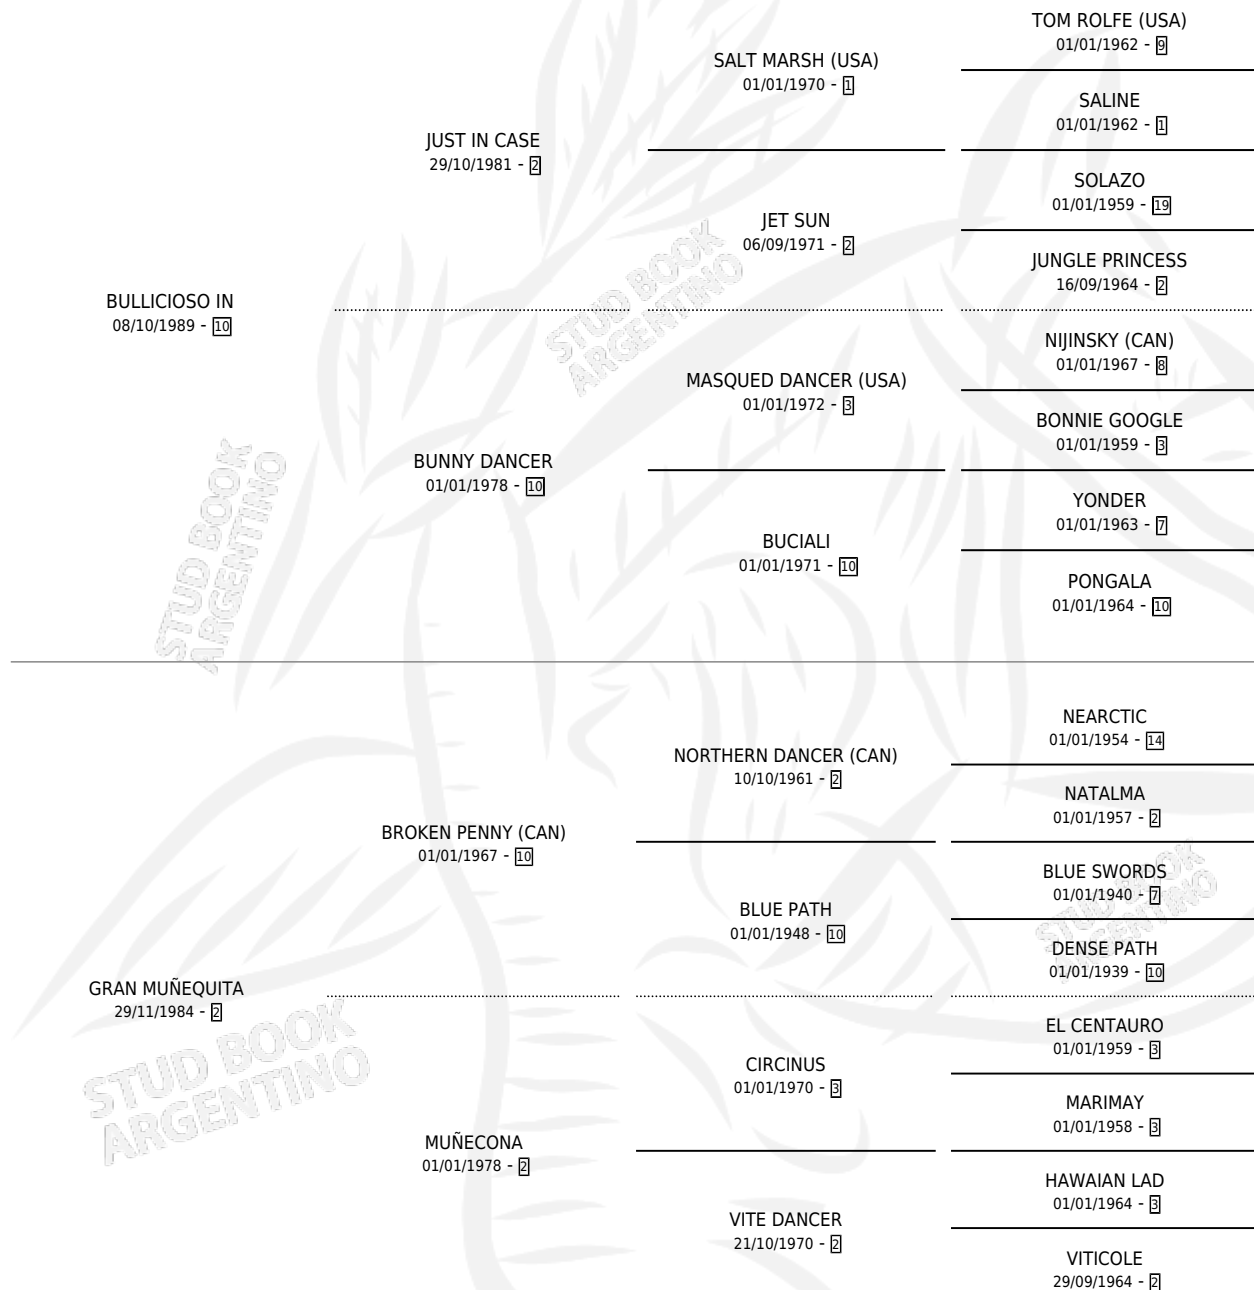 TOM ROLFE (USA)
01/01/1962 - 9
SALT MARSH (USA)
01/01/1970 - 1
SALINE
01/01/1962 - 1
JUST IN CASE
29/10/1981 - 2
SOLAZO
01/01/1959 - 19
JET SUN
06/09/1971 - 2
JUNGLE PRINCESS
16/09/1964 - 2
BULLICIOSO IN
08/10/1989 - 10
NIJINSKY (CAN)
01/01/1967 - 8
MASQUED DANCER (USA)
01/01/1972 - 3
BONNIE GOOGLE
01/01/1959 - 3
BUNNY DANCER
01/01/1978 - 10
YONDER
01/01/1963 - 7
BUCIALI
01/01/1971 - 10
PONGALA
01/01/1964 - 10
NEARCTIC
01/01/1954 - 14
NORTHERN DANCER (CAN)
10/10/1961 - 2
NATALMA
01/01/1957 - 2
BROKEN PENNY (CAN)
01/01/1967 - 10
BLUE SWORDS
01/01/1940 - 7
BLUE PATH
01/01/1948 - 10
DENSE PATH
01/01/1939 - 10
GRAN MUÑEQUITA
29/11/1984 - 2
EL CENTAURO
01/01/1959 - 3
CIRCINUS
01/01/1970 - 3
MARIMAY
01/01/1958 - 3
MUÑECONA
01/01/1978 - 2
HAWAIAN LAD
01/01/1964 - 3
VITE DANCER
21/10/1970 - 2
VITICOLE
29/09/1964 - 2
STUD BOOK
ARGENTINO
STUD BOOK
ARGENTINO
STUD BOOK
ARGENTINO
STUD BOOK
ARGENTINO